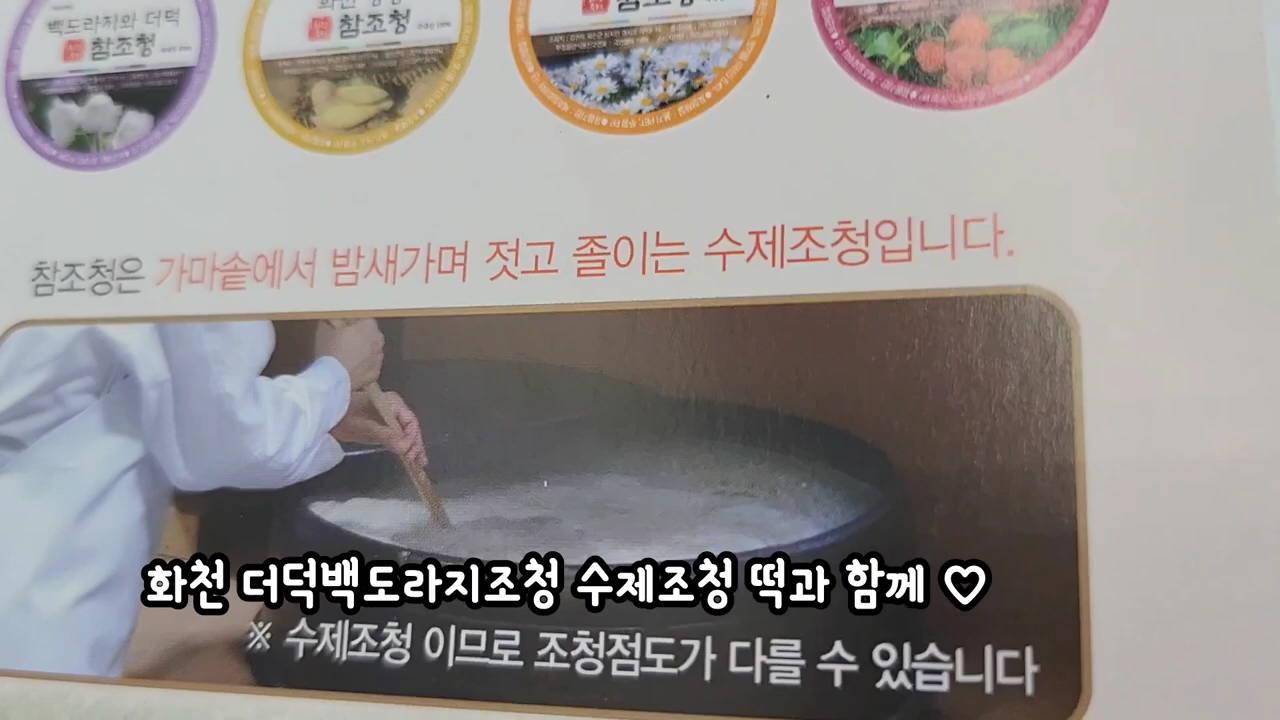 백도라지와 더덕
참조청
화천
참조청
참조청
참조청은 가마솥에서 밤새가며 젓고 졸이는 수제조청입니다.
화천 더덕백도라지조청 수제조청 떡과 함께 ♡
※ 수제조청 이므로 조청점도가 다를 수 있습니다